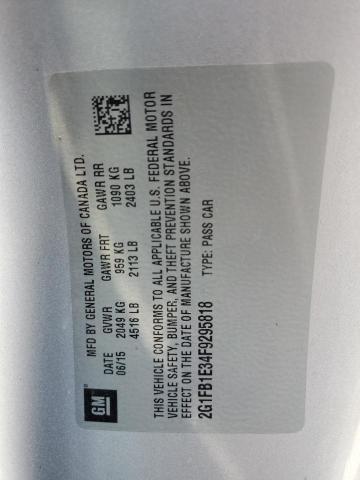 GM
MFD BY GENERAL MOTORS OF CANADA LTD.
DATE GVWR GAWR FRT GAWR RR
06/15 2049 KG 959 KG 1090 KG
4516 LB 2113 LB 2403 LB
THIS VEHICLE CONFORMS TO ALL APPLICABLE U.S. FEDERAL MOTOR
VEHICLE SAFETY, BUMPER, AND THEFT PREVENTION STANDARDS IN
EFFECT ON THE DATE OF MANUFACTURE SHOWN ABOVE.
2G1FB1E34F9295818 TYPE: PASS CAR